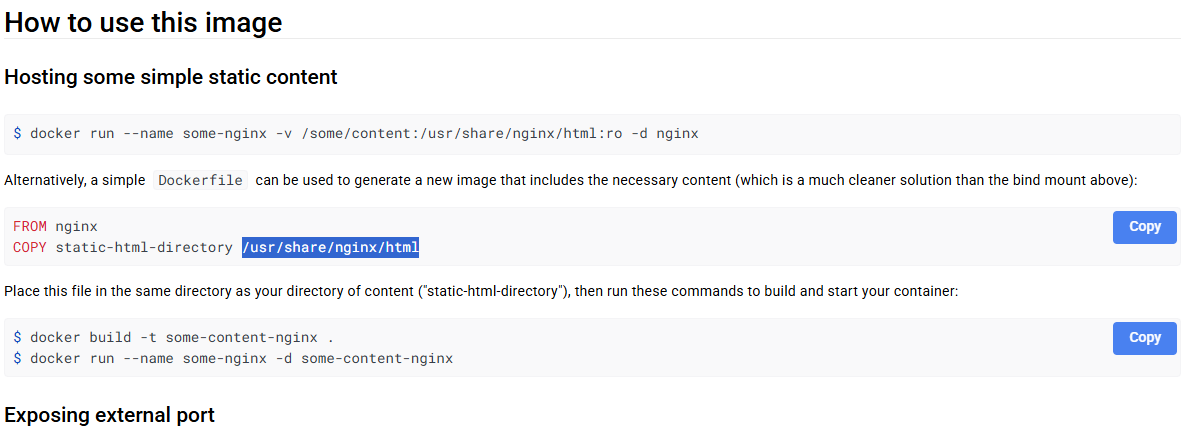 How to use this image
Hosting some simple static content
$ docker run --name some-nginx -v /some/content:/usr/share/nginx/html:ro -d nginx
Alternatively, a simple Dockerfile can be used to generate a new image that includes the necessary content (which is a much cleaner solution than the bind mount above):
FROM nginx
Copy
COPY static-html-directory /usr/share/nginx/html
Place this file in the same directory as your directory of content ("static-html-directory"), then run these commands to build and start your container:
$ docker build -t some-content-nginx .
Copy
$ docker run --name some-nginx -d some-content-nginx
Exposing external port